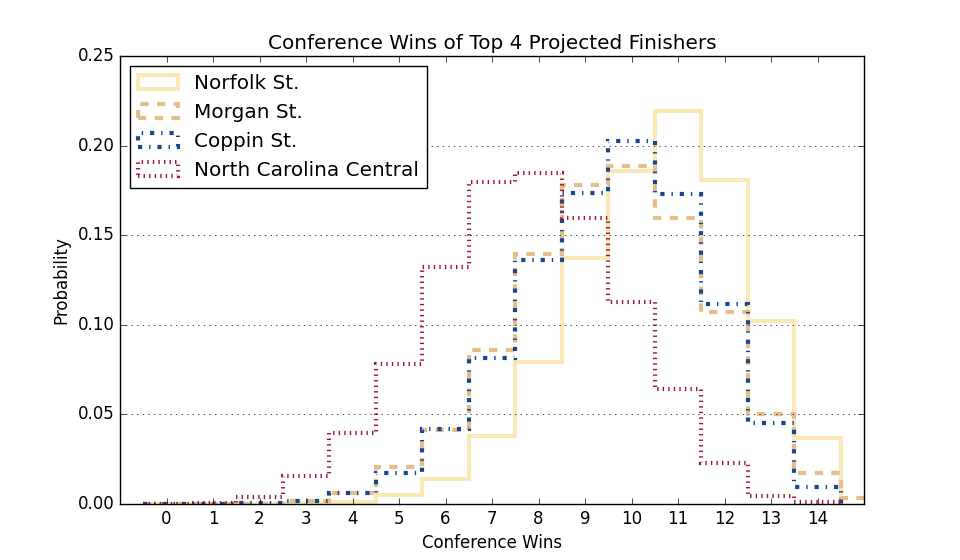 Conference Wins of Top 4 Projected Finishers
Norfolk St.
Morgan St.
Coppin St.
North Carolina Central
0.25
0.20
0.15
0.10
0.05
0.00
Probability
0 1 2 3 4 5 6 7 8 9 10 11 12 13 14
Conference Wins